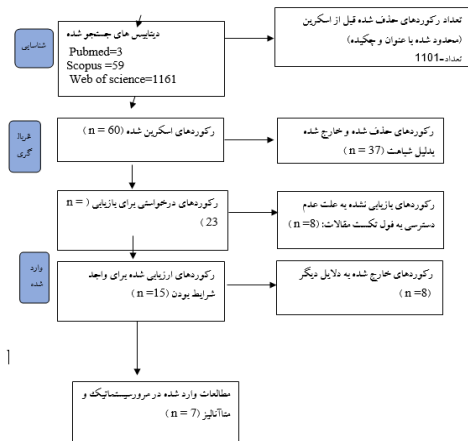 شناسایی
دیتابیس های جستجو شده
Pubmed=3
Scopus =59
Web of science=1161
تعداد رکوردهای حذف شده قبل از اسکرین
(محدود شده با عنوان و چکیده)
تعداد=1101
غربال
گری
رکوردهای اسکرین شده (n = 60)
رکوردهای حذف شده و خارج شده
بدلیل شباهت (n = 37)
رکوردهای درخواستی برای بازیابی (n =
23)
رکوردهای بازیابی نشده به علت عدم
دسترسی به فول تکست مقالات: (n =8)
وارد
شده
رکوردهای ارزیابی شده برای واجد
شرایط بودن (n =15)
رکوردهای خارج شده به دلایل دیگر
(n =8)
مطالعات وارد شده در مرورسیستماتیک و
متاآنالیز (n = 7)